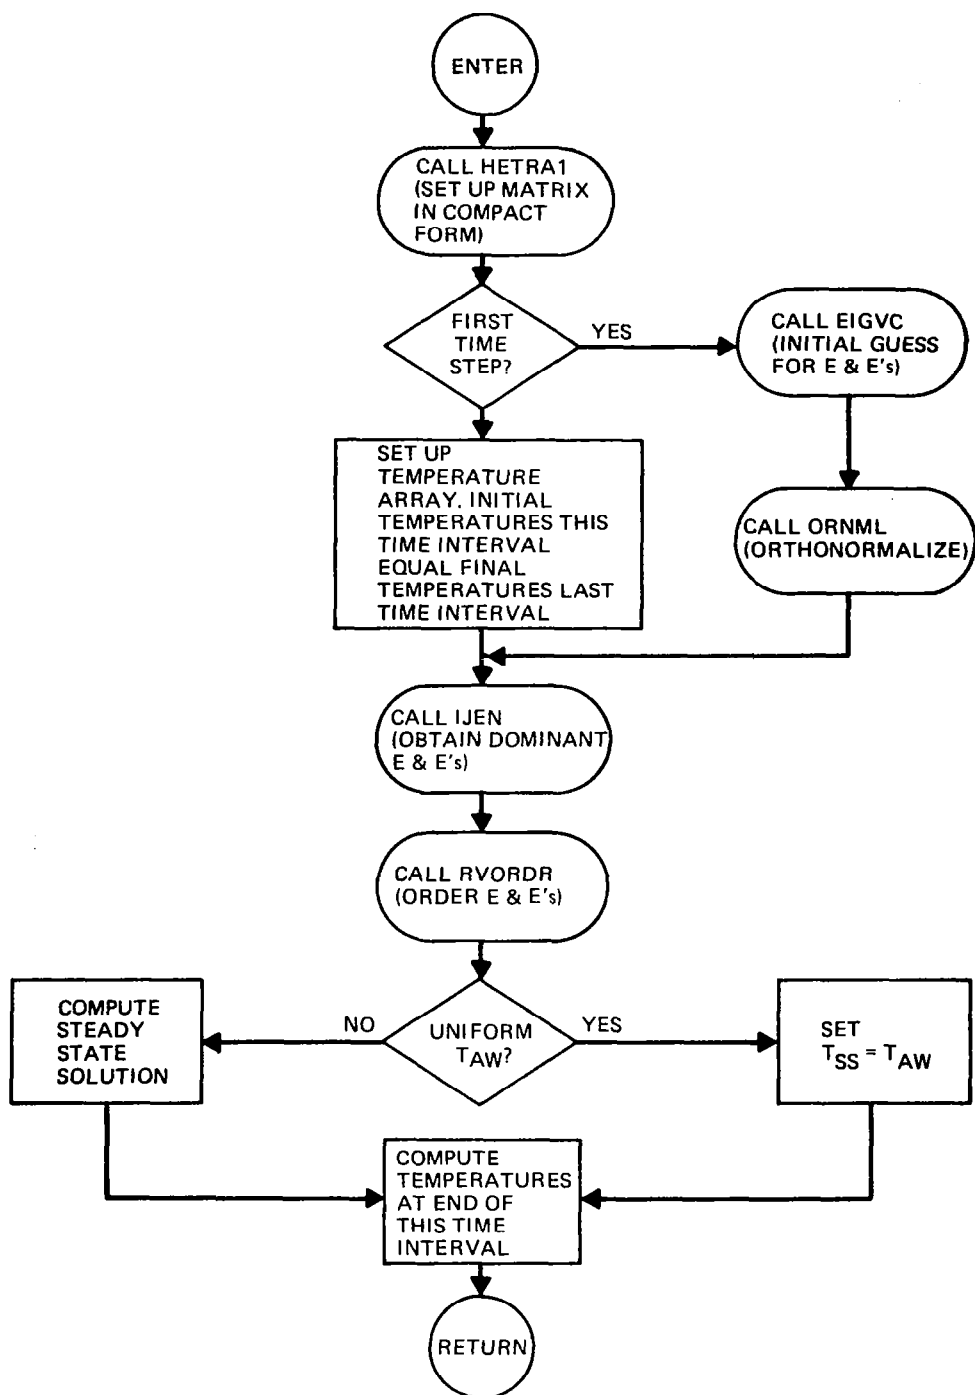 ENTER
CALL HETRA1
(SET UP MATRIX
IN COMPACT
FORM)
FIRST
TIME
STEP?
YES
CALL EIGVC
(INITIAL GUESS
FOR E & E's)
SET UP
TEMPERATURE
ARRAY. INITIAL
TEMPERATURES THIS
TIME INTERVAL
EQUAL FINAL
TEMPERATURES LAST
TIME INTERVAL
CALL ORNML
(ORTHONORMALIZE)
CALL IJEN
(OBTAIN DOMINANT
E & E's)
CALL RVORDR
(ORDER E & E's)
UNIFORM
TAW?
NO
YES
COMPUTE
STEADY
STATE
SOLUTION
SET
TSS = TAW
COMPUTE
TEMPERATURES
AT END OF
THIS TIME
INTERVAL
RETURN